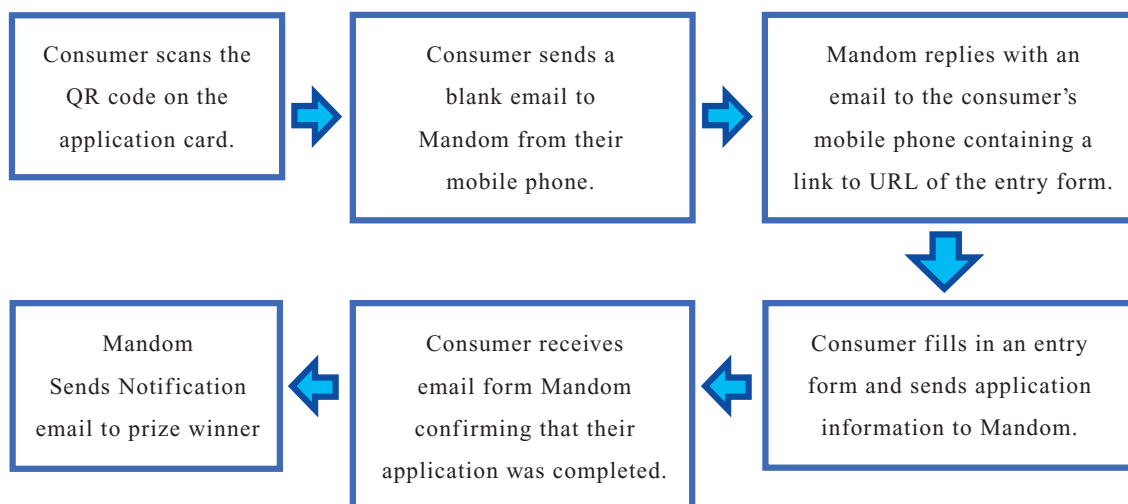 Consumer scans the
QR code on the
application card.
Consumer sends a
blank email to
Mandom from their
mobile phone.
Mandom replies with an
email to the consumer’s
mobile phone containing a
link to URL of the entry form.
Consumer fills in an entry
form and sends application
information to Mandom.
Consumer receives
email form Mandom
confirming that their
application was completed.
Mandom
Sends Notification
email to prize winner